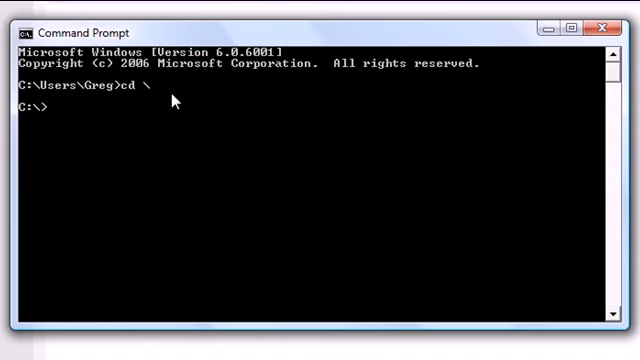 Command Prompt
Microsoft Windows [Version 6.0.6001]
Copyright (c) 2006 Microsoft Corporation.  All rights reserved.
C:\Users\Greg>cd \
C:\>